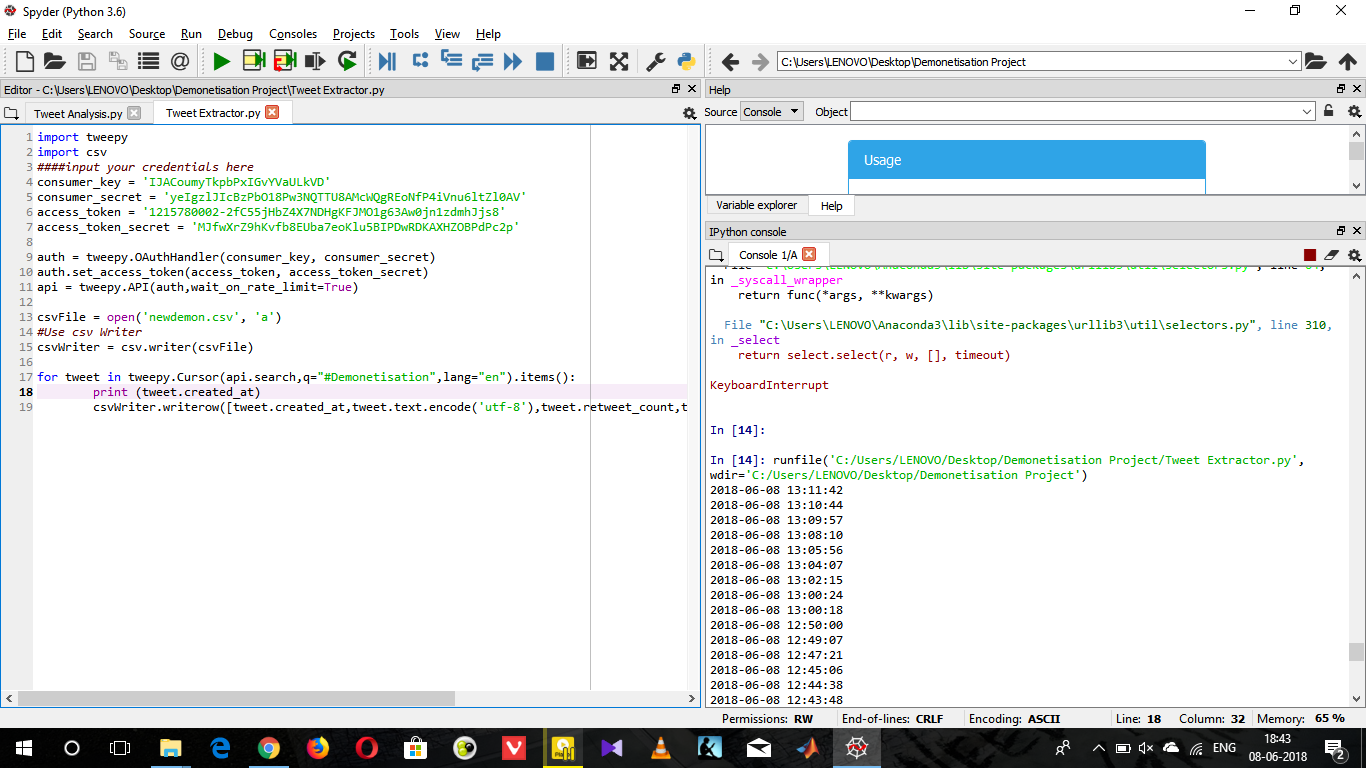 Spyder (Python 3.6)
File Edit Search Source Run Debug Consoles Projects Tools View Help
C:\Users\LENOVO\Desktop\Demonetisation Project
Editor - C:\Users\LENOVO\Desktop\Demonetisation Project\Tweet Extractor.py
Tweet Analysis.py Tweet Extractor.py
1 import tweepy
2 import csv
3 ####input your credentials here
4 consumer_key = 'IJACoumyTkpbPxIGvYVaULkVD'
5 consumer_secret = 'yeIgzlJIcBzPbO18Pw3NQTTU8AMcWQgREoNfP4iVnu6ltZl0AV'
6 access_token = '1215780002-2fC55jHbZ4X7NDHgKFJMO1g63Aw0jn1zdmhJjs8'
7 access_token_secret = 'MJfwXrZ9hKvfb8EUba7eoKlu5BIPDwRDKAXHZOBPdPc2p'
8
9 auth = tweepy.OAuthHandler(consumer_key, consumer_secret)
10 auth.set_access_token(access_token, access_token_secret)
11 api = tweepy.API(auth,wait_on_rate_limit=True)
12
13 csvFile = open('newdemon.csv', 'a')
14 #Use csv Writer
15 csvWriter = csv.writer(csvFile)
16
17 for tweet in tweepy.Cursor(api.search,q="#Demonetisation",lang="en").items():
18 print (tweet.created_at)
19 csvWriter.writerow([tweet.created_at,tweet.text.encode('utf-8'),tweet.retweet_count,t
Help
Source Console Object
Usage
Variable explorer Help
IPython console
Console 1/A
in _syscall_wrapper
return func(*args, **kwargs)
File "C:\Users\LENOVO\Anaconda3\lib\site-packages\urllib3\util\selectors.py", line 310,
in _select
return select.select(r, w, [], timeout)
KeyboardInterrupt
In [14]:
In [14]: runfile('C:/Users/LENOVO/Desktop/Demonetisation Project/Tweet Extractor.py',
wdir='C:/Users/LENOVO/Desktop/Demonetisation Project')
2018-06-08 13:11:42
2018-06-08 13:10:44
2018-06-08 13:09:57
2018-06-08 13:08:10
2018-06-08 13:05:56
2018-06-08 13:04:07
2018-06-08 13:02:15
2018-06-08 13:00:24
2018-06-08 13:00:18
2018-06-08 12:50:00
2018-06-08 12:49:07
2018-06-08 12:47:21
2018-06-08 12:45:06
2018-06-08 12:44:38
2018-06-08 12:43:48
Permissions: RW End-of-lines: CRLF Encoding: ASCII Line: 18 Column: 32 Memory: 65 %
ENG 18:43
08-06-2018 2